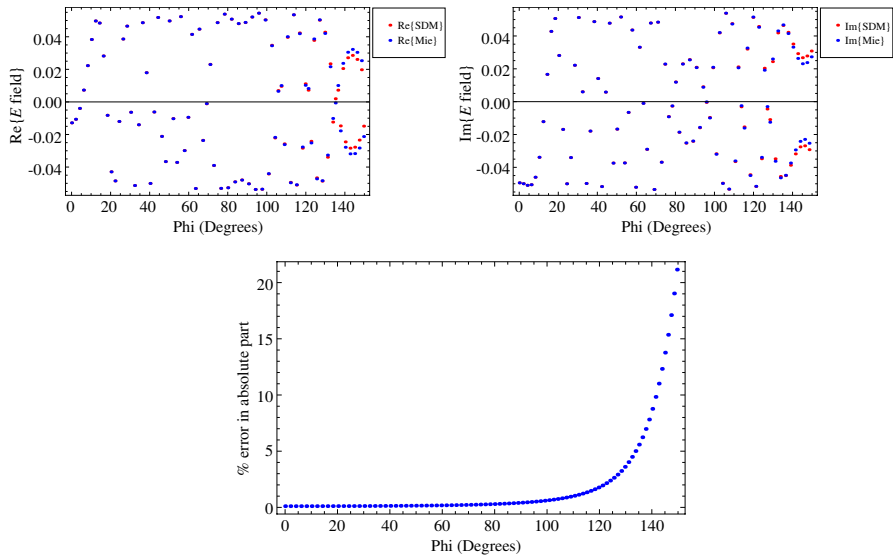 Re{E field}
0.04
0.02
0.00
-0.02
-0.04
0 20 40 60 80 100 120 140
Phi (Degrees)
Re{SDM}
Re{Mie}
Im{E field}
0.04
0.02
0.00
-0.02
-0.04
0 20 40 60 80 100 120 140
Phi (Degrees)
Im{SDM}
Im{Mie}
% error in absolute part
20
15
10
5
0
0 20 40 60 80 100 120 140
Phi (Degrees)